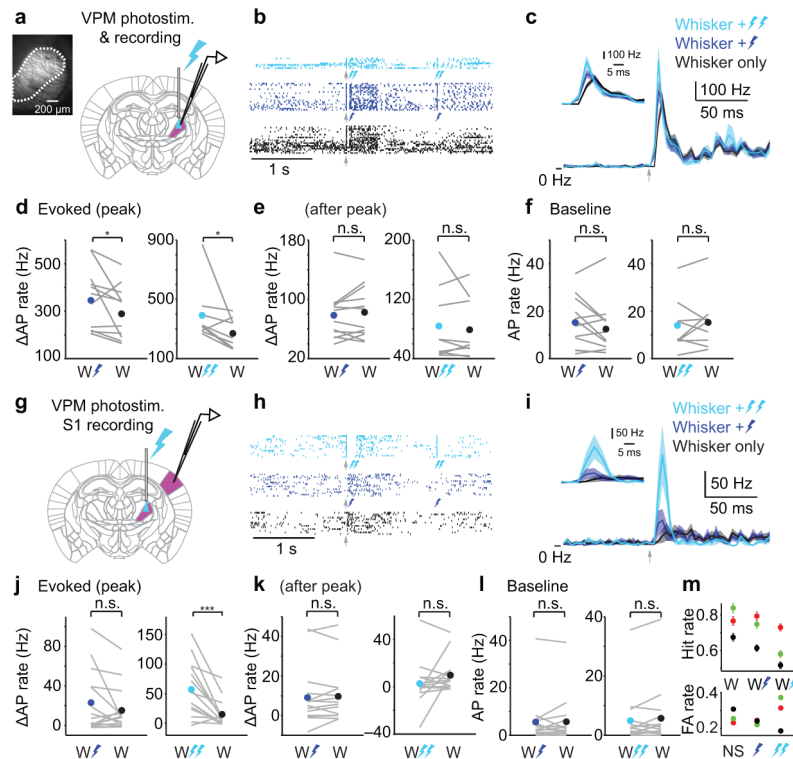 a
VPM photostim.
& recording
200 µm
b
1 s
c
Whisker +
Whisker +
Whisker only
100 Hz
5 ms
100 Hz
50 ms
0 Hz
d Evoked (peak)
ΔAP rate (Hz)
500
300
100
*
W W
900
500
100
*
W W
e (after peak)
ΔAP rate (Hz)
180
100
20
n.s.
W W
200
120
40
n.s.
W W
f Baseline
AP rate (Hz)
40
20
0
n.s.
W W
40
20
0
n.s.
W W
g
VPM photostim.
S1 recording
h
1 s
i
Whisker +
Whisker +
Whisker only
50 Hz
5 ms
50 Hz
50 ms
0 Hz
j Evoked (peak)
ΔAP rate (Hz)
80
40
0
n.s.
W W
150
100
50
0
***
W W
k (after peak)
ΔAP rate (Hz)
40
20
0
n.s.
W W
40
0
–40
n.s.
W W
l Baseline
AP rate (Hz)
40
20
0
n.s.
W W
40
20
0
n.s.
W W
m
Hit rate
0.8
0.6
W W W
FA rate
0.4
0.2
NS